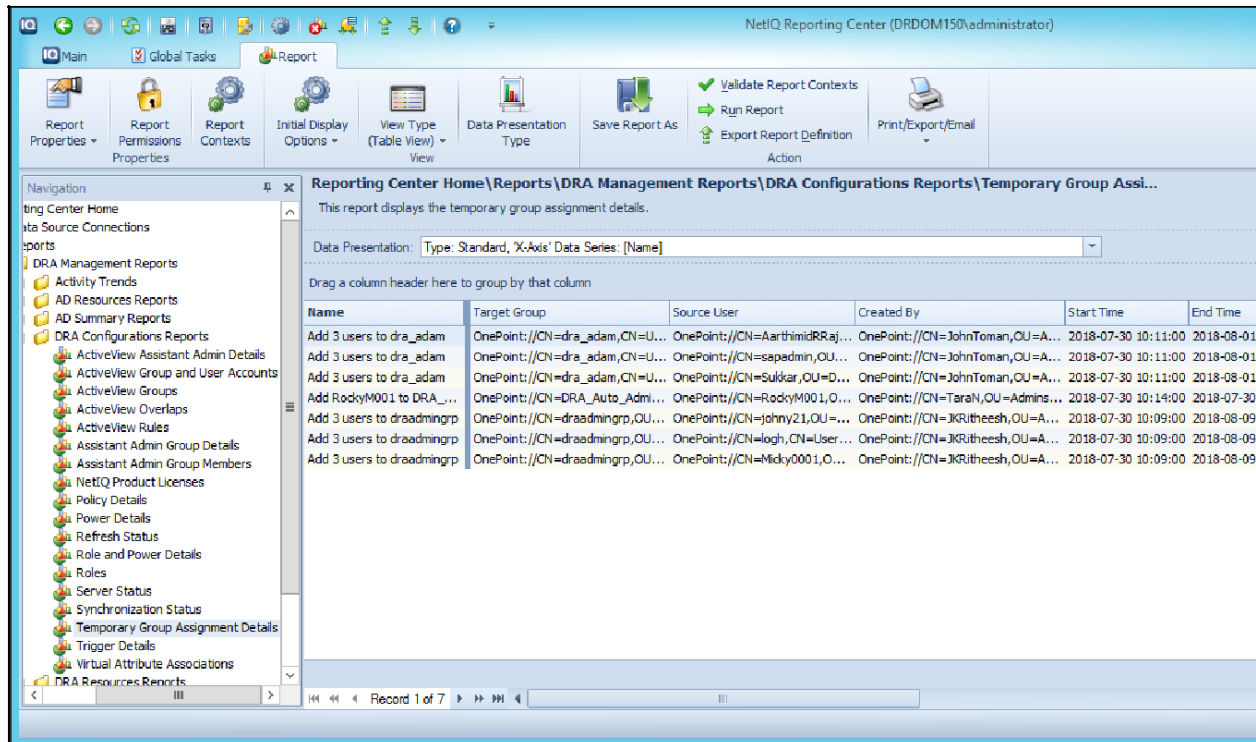 IQ
NetIQ Reporting Center (DRDOM150\administrator)
IQ Main
Global Tasks
Report
Report Properties
Report Permissions
Report Contexts
Properties
Initial Display Options
View Type (Table View)
Data Presentation Type
View
Save Report As
Validate Report Contexts
Run Report
Export Report Definition
Print/Export/Email
Action
Navigation
ting Center Home
ata Source Connections
eports
DRA Management Reports
Activity Trends
AD Resources Reports
AD Summary Reports
DRA Configurations Reports
ActiveView Assistant Admin Details
ActiveView Group and User Accounts
ActiveView Groups
ActiveView Overlaps
ActiveView Rules
Assistant Admin Group Details
Assistant Admin Group Members
NetIQ Product Licenses
Policy Details
Power Details
Refresh Status
Role and Power Details
Roles
Server Status
Synchronization Status
Temporary Group Assignment Details
Trigger Details
Virtual Attribute Associations
DRA Resources Reports
Reporting Center Home\Reports\DRA Management Reports\DRA Configurations Reports\Temporary Group Assi...
This report displays the temporary group assignment details.
Data Presentation: Type: Standard, 'X-Axis' Data Series: [Name]
Drag a column header here to group by that column
Name Target Group Source User Created By Start Time End Time
Add 3 users to dra_adam OnePoint://CN=dra_adam,CN=U... OnePoint://CN=AarthimidRRaj... OnePoint://CN=JohnToman,OU=A... 2018-07-30 10:11:00 2018-08-01
Add 3 users to dra_adam OnePoint://CN=dra_adam,CN=U... OnePoint://CN=sapadmin,OU... OnePoint://CN=JohnToman,OU=A... 2018-07-30 10:11:00 2018-08-01
Add 3 users to dra_adam OnePoint://CN=dra_adam,CN=U... OnePoint://CN=Sukkar,OU=D... OnePoint://CN=JohnToman,OU=A... 2018-07-30 10:11:00 2018-08-01
Add RockyM001 to DRA_... OnePoint://CN=DRA_Auto_Admi... OnePoint://CN=RockyM001,O... OnePoint://CN=TaraN,OU=Admins... 2018-07-30 10:14:00 2018-07-30
Add 3 users to draadmingrp OnePoint://CN=draadmingrp,OU... OnePoint://CN=johny21,OU=... OnePoint://CN=JKRitheesh,OU=A... 2018-07-30 10:09:00 2018-08-09
Add 3 users to draadmingrp OnePoint://CN=draadmingrp,OU... OnePoint://CN=logh,CN=User... OnePoint://CN=JKRitheesh,OU=A... 2018-07-30 10:09:00 2018-08-09
Add 3 users to draadmingrp OnePoint://CN=draadmingrp,OU... OnePoint://CN=Micky0001,O... OnePoint://CN=JKRitheesh,OU=A... 2018-07-30 10:09:00 2018-08-09
Record 1 of 7